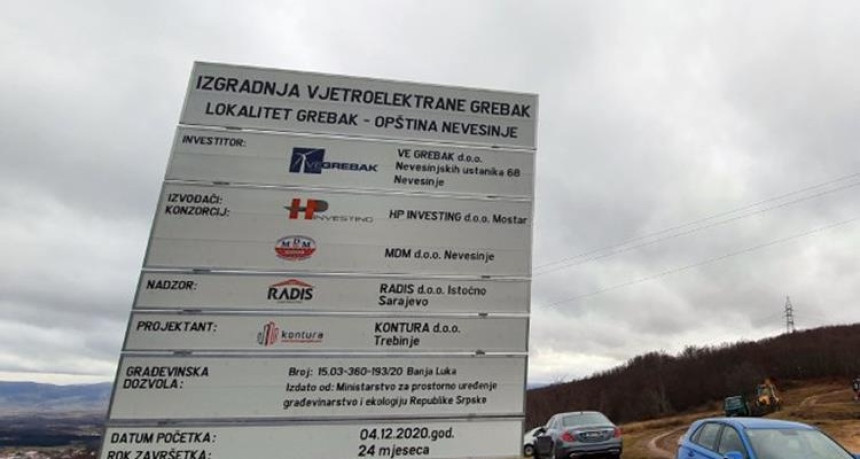 IZGRADNJA VJETROELEKTRANE GREBAK
LOKALITET GREBAK - OPŠTINA NEVESINJE
INVESTITOR:
VEGREBAK
VE GREBAK d.o.o.
Nevesinjskih ustanika 68
Nevesinje
IZVOĐAČI:
KONZORCIJ:
HP INVESTING
HP INVESTING d.o.o. Mostar
MDM
MDM d.o.o. Nevesinje
NADZOR:
RADIS
RADIS d.o.o. Istočno
Sarajevo
PROJEKTANT:
kontura
KONTURA d.o.o.
Trebinje
GRAĐEVINSKA
DOZVOLA:
Broj: 15.03-360-193/20 Banja Luka
Izdato od: Ministarstvo za prostorno uređenje
građevinarstvo i ekologiju Republike Srpske
DATUM POČETKA:
04.12.2020.god.
ROK ZAVRŠETKA:
24 mjeseca